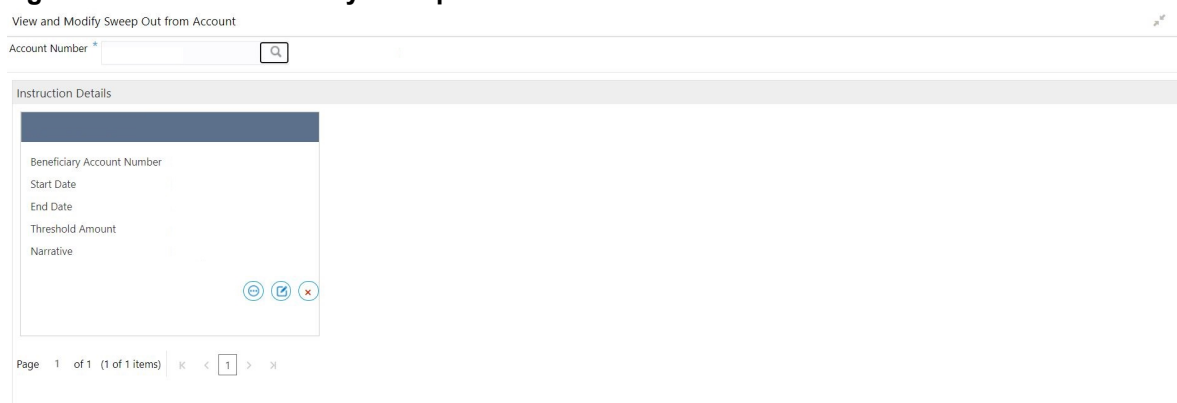 View and Modify Sweep Out from Account
Account Number *
Instruction Details
Beneficiary Account Number
Start Date
End Date
Threshold Amount
Narrative
Page 1 of 1 (1 of 1 items) K < 1 > >|